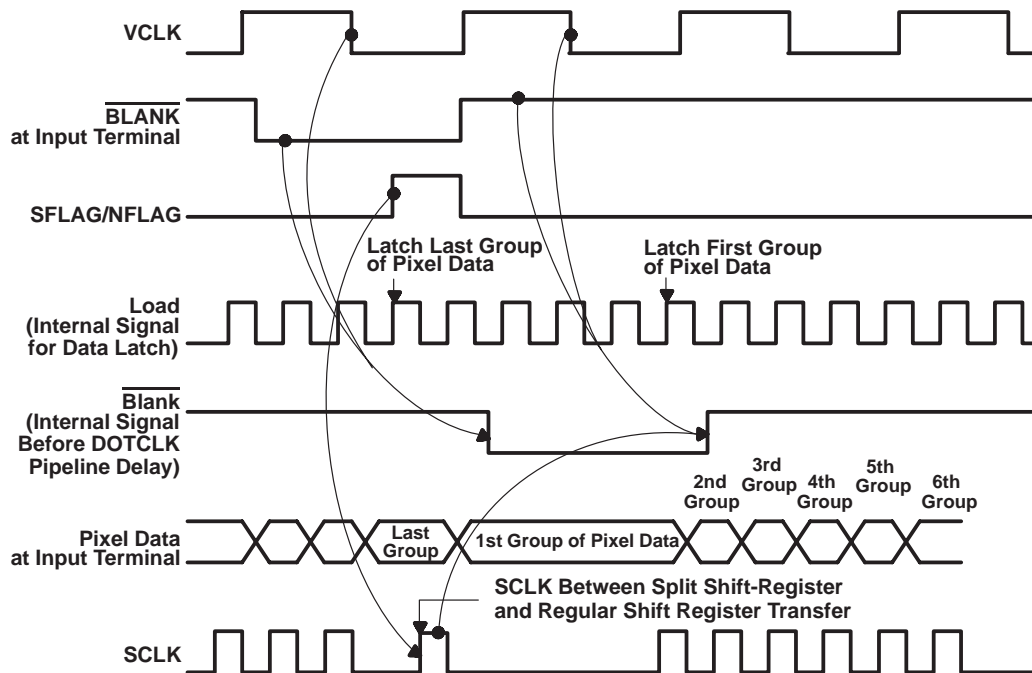 VCLK
BLANK
at Input Terminal
SFLAG/NFLAG
Latch Last Group
of Pixel Data
Latch First Group
of Pixel Data
Load
(Internal Signal
for Data Latch)
Blank
(Internal Signal
Before DOTCLK
Pipeline Delay)
2nd
Group
3rd
Group
4th
Group
5th
Group
6th
Group
Pixel Data
at Input Terminal
Last
Group
1st Group of Pixel Data
SCLK Between Split Shift-Register
and Regular Shift Register Transfer
SCLK